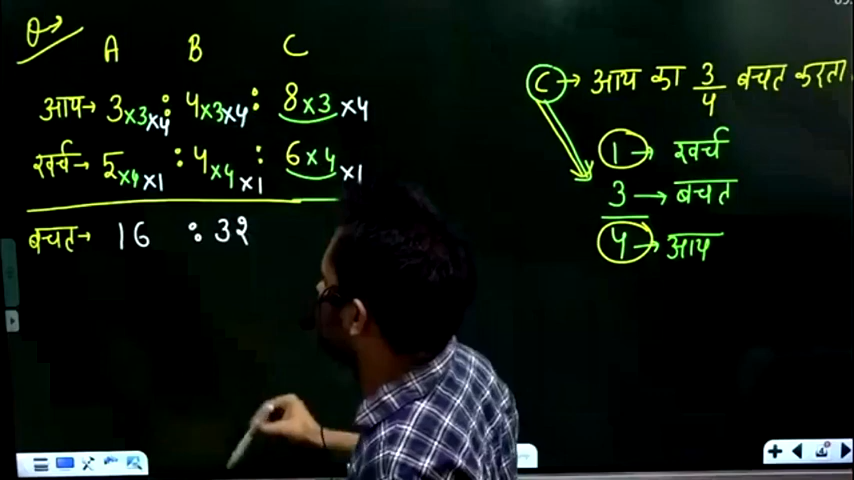 Q→
A B C
आय→ 3×3×4 : 4×3×4 : 8×3×4
खर्च→ 5×4×1 : 4×4×1 : 6×4×1
बचत→ 16 : 32
C → आय का 3/4 बचत करता
1 → खर्च
3 → बचत
4 → आय